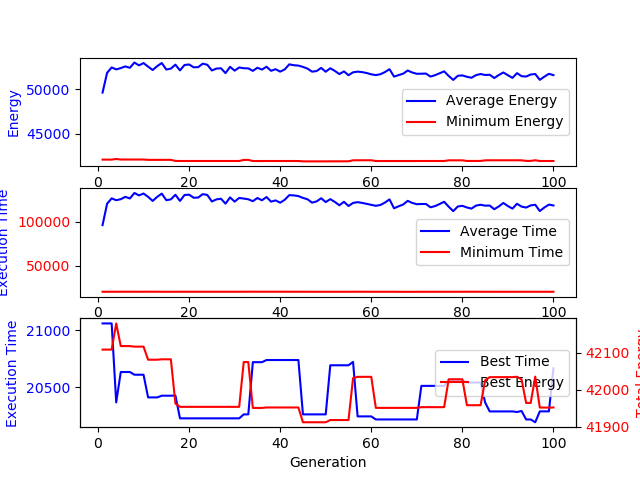 Energy
50000
45000
Average Energy
Minimum Energy
0 20 40 60 80 100
Execution Time
100000
50000
Average Time
Minimum Time
0 20 40 60 80 100
Execution Time
21000
20500
Best Time
Best Energy
42100
42000
41900
Total Energy
0 20 40 60 80 100
Generation